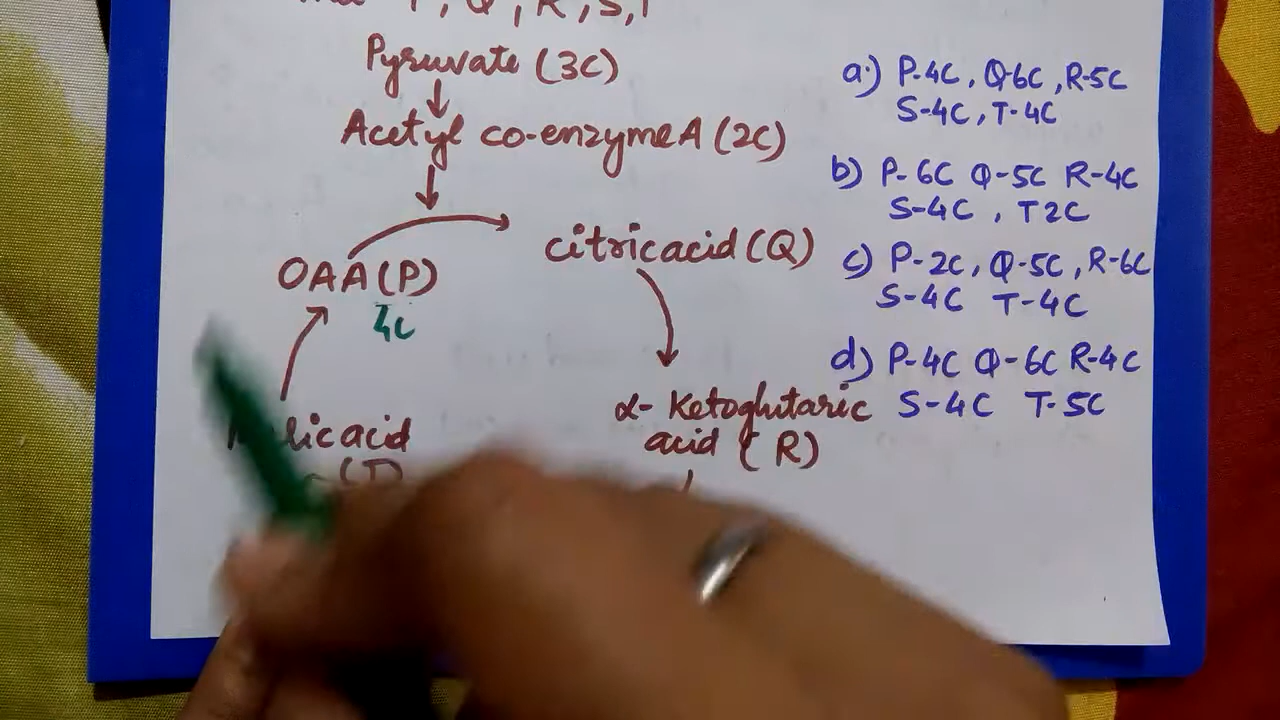 P, Q, R, S, T
Pyruvate (3C)
Acetyl co-enzymeA (2C)
OAA (P)
4C
citricacid (Q)
α- Ketoglutaric
acid ( R)
(T)
a.) P-4C, Q-6C, R-5C
S-4C, T-4C
b) P-6C Q-5C R-4C
S-4C , T2C
c) P-2C, Q-5C, R-6C
S-4C T-4C
d) P-4C Q-6C R-4C
S-4C T-5C